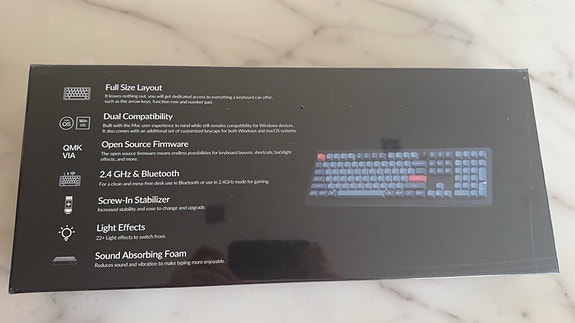 Full Size Layout
It leaves nothing out, you will get dedicated access to everything a keyboard can offer,
such as the arrow keys, function row and number pad.
Mac OS
Win OS
Dual Compatibility
Built with the Mac user experience in mind while still remains compatibility for Windows devices.
It also comes with an additional set of customized keycaps for both Windows and macOS systems.
QMK
VIA
Open Source Firmware
The open source firmware means endless possibilities for keyboard layouts, shortcuts, backlight
effects, and more.
2.4 GHz & Bluetooth
For a clean and mess-free desk use in Bluetooth or use in 2.4GHz mode for gaming.
Screw-In Stabilizer
Increased stability and ease to change and upgrade.
Light Effects
22+ Light effects to switch from.
Sound Absorbing Foam
Reduces sound and vibration to make typing more enjoyable.